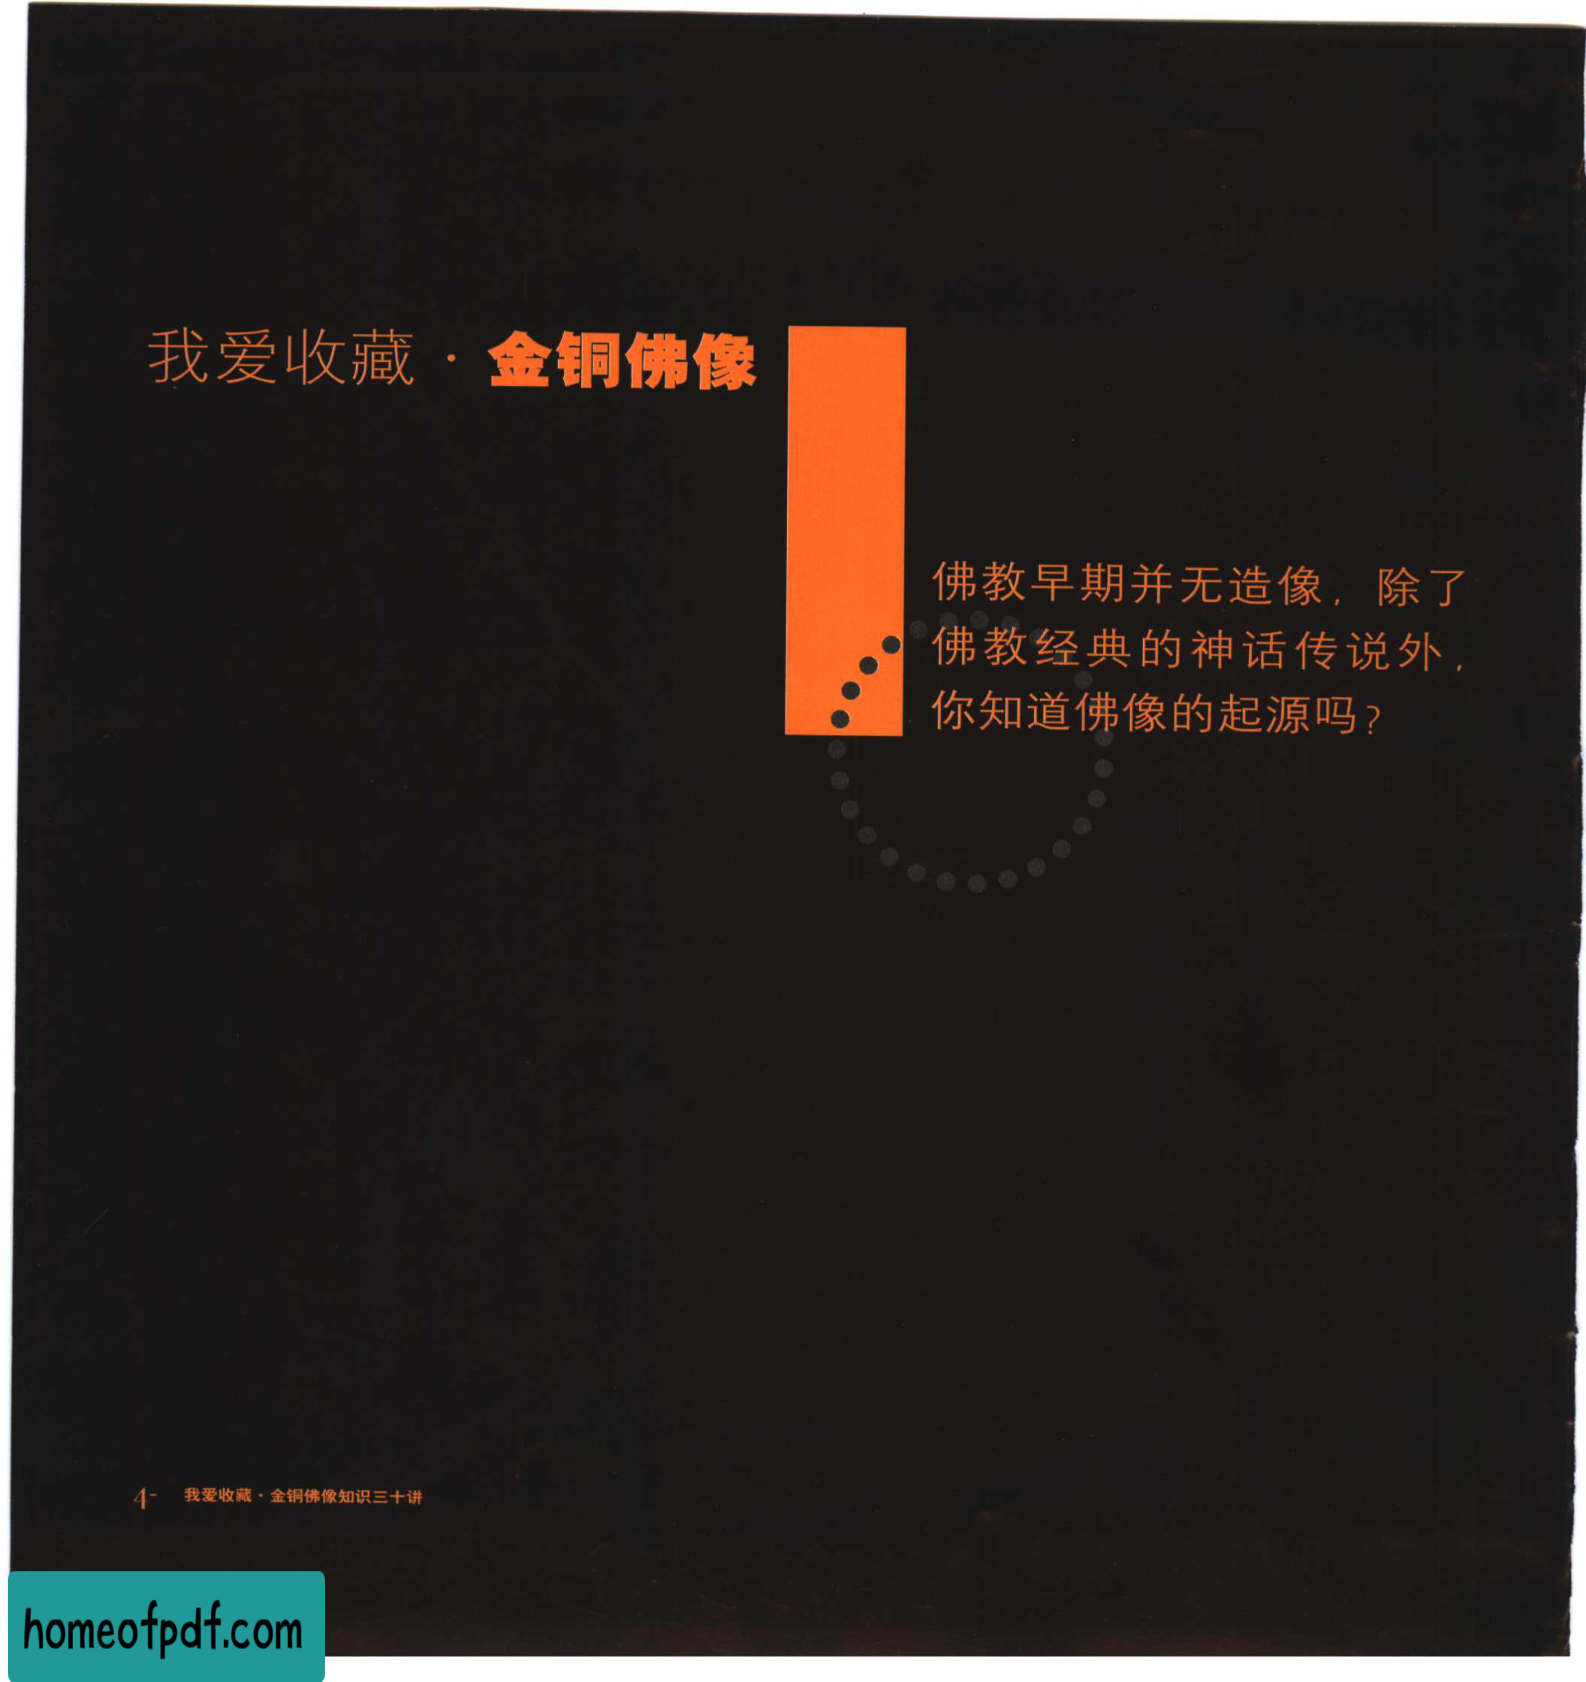 我爱收藏·金铜佛像
佛教早期并无造像，除了
佛教经典的神话传说外，
你知道佛像的起源吗？
4- 我爱收藏·金铜佛像知识三十讲
homeofpdf.com